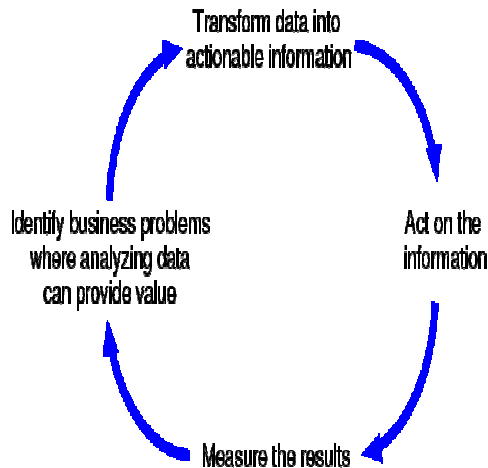 Transform data into
actionable information
Identify business problems
where analyzing data
can provide value
Act on the
information
Measure the results